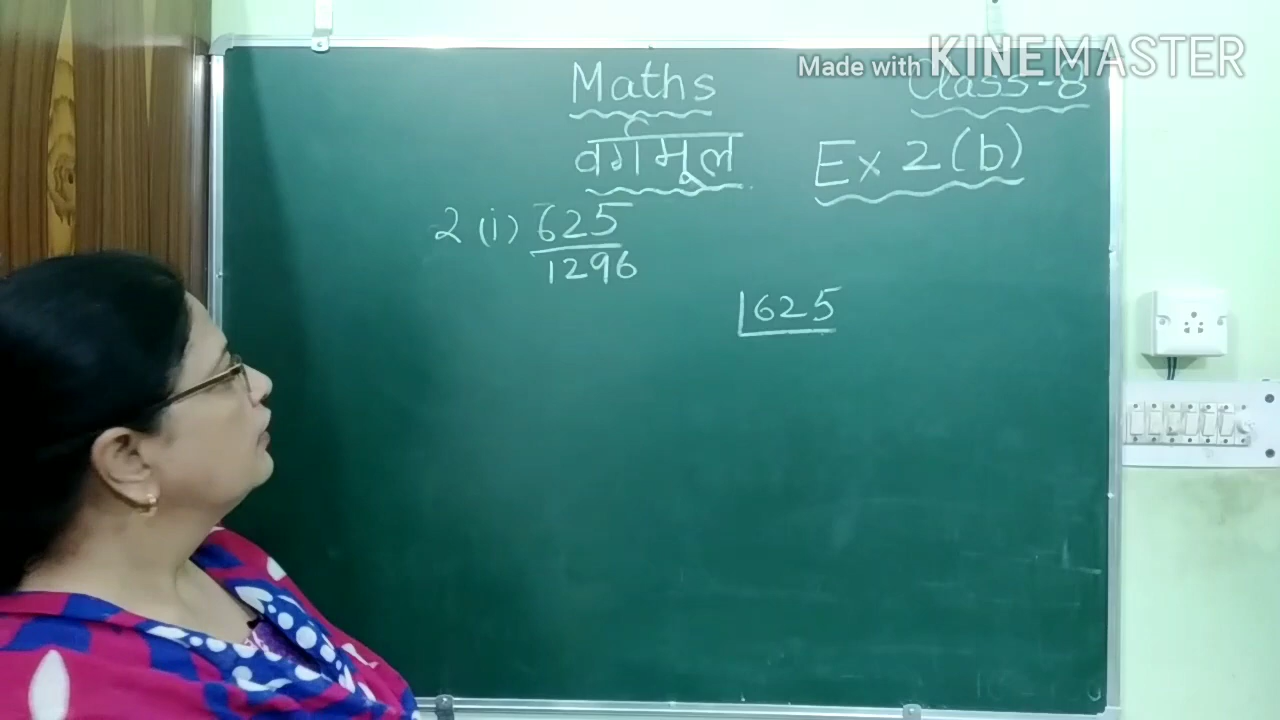 Made with KINEMASTER
Maths Class-8
वर्गमूल Ex 2(b)
2 (i) 625
1296
625